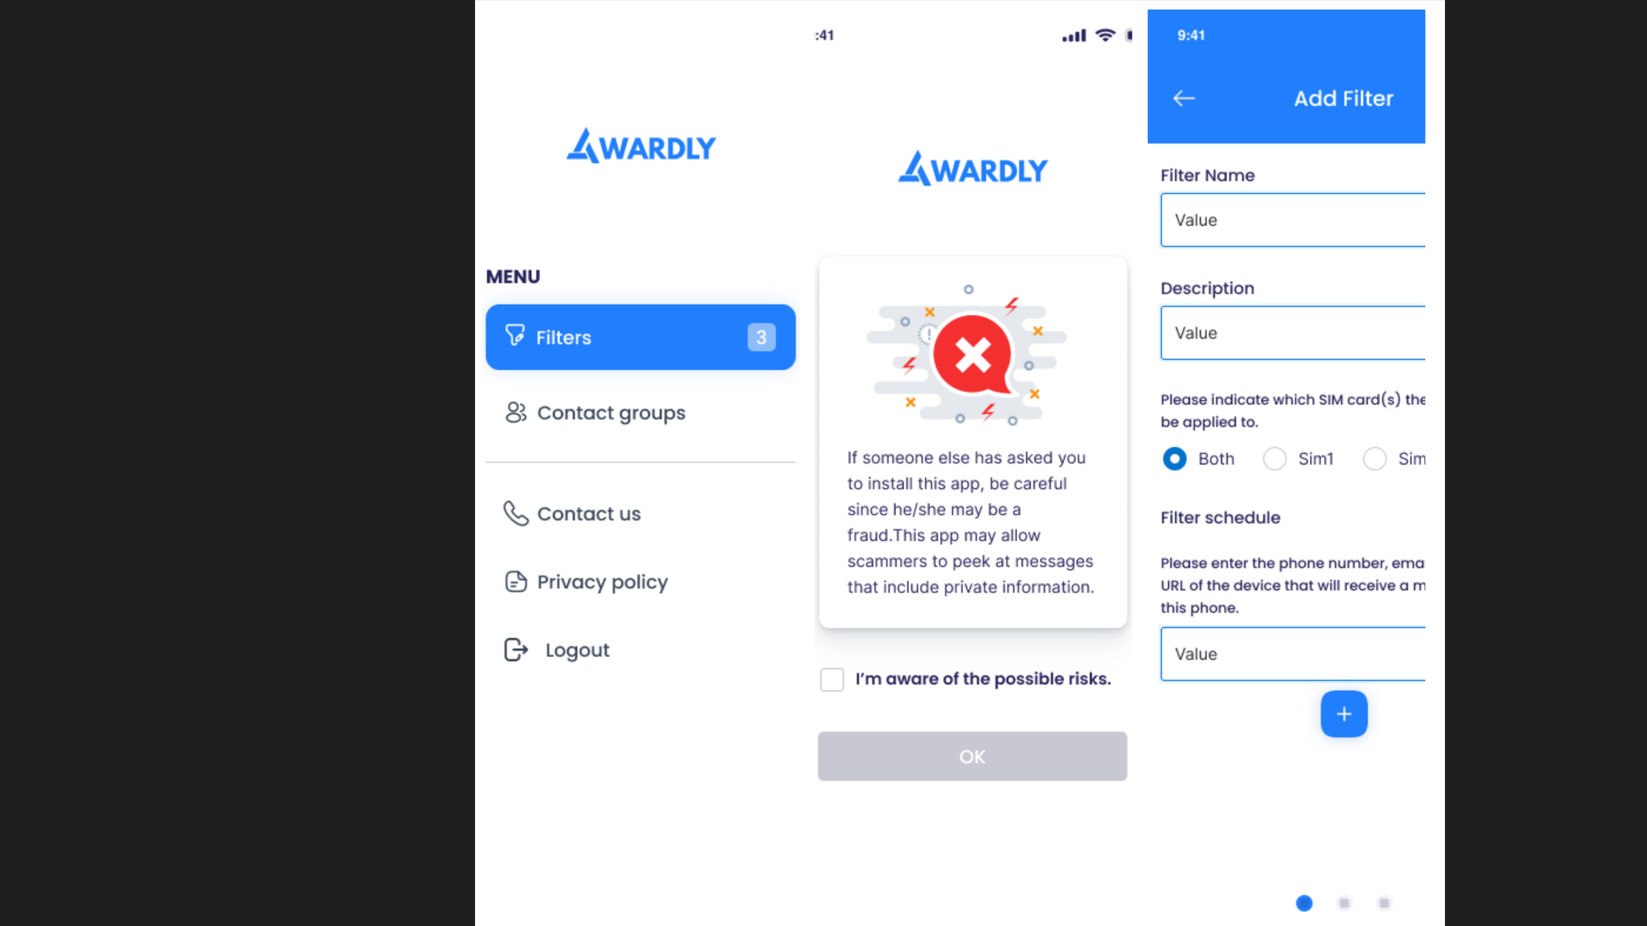 AWARDLY
MENU
Filters 3
Contact groups
Contact us
Privacy policy
Logout
:41
AWARDLY
If someone else has asked you
to install this app, be careful
since he/she may be a
fraud.This app may allow
scammers to peek at messages
that include private information.
I'm aware of the possible risks.
OK
9:41
Add Filter
Filter Name
Value
Description
Value
Please indicate which SIM card(s) the
be applied to.
Both Sim1 Sim
Filter schedule
Please enter the phone number, ema
URL of the device that will receive a m
this phone.
Value